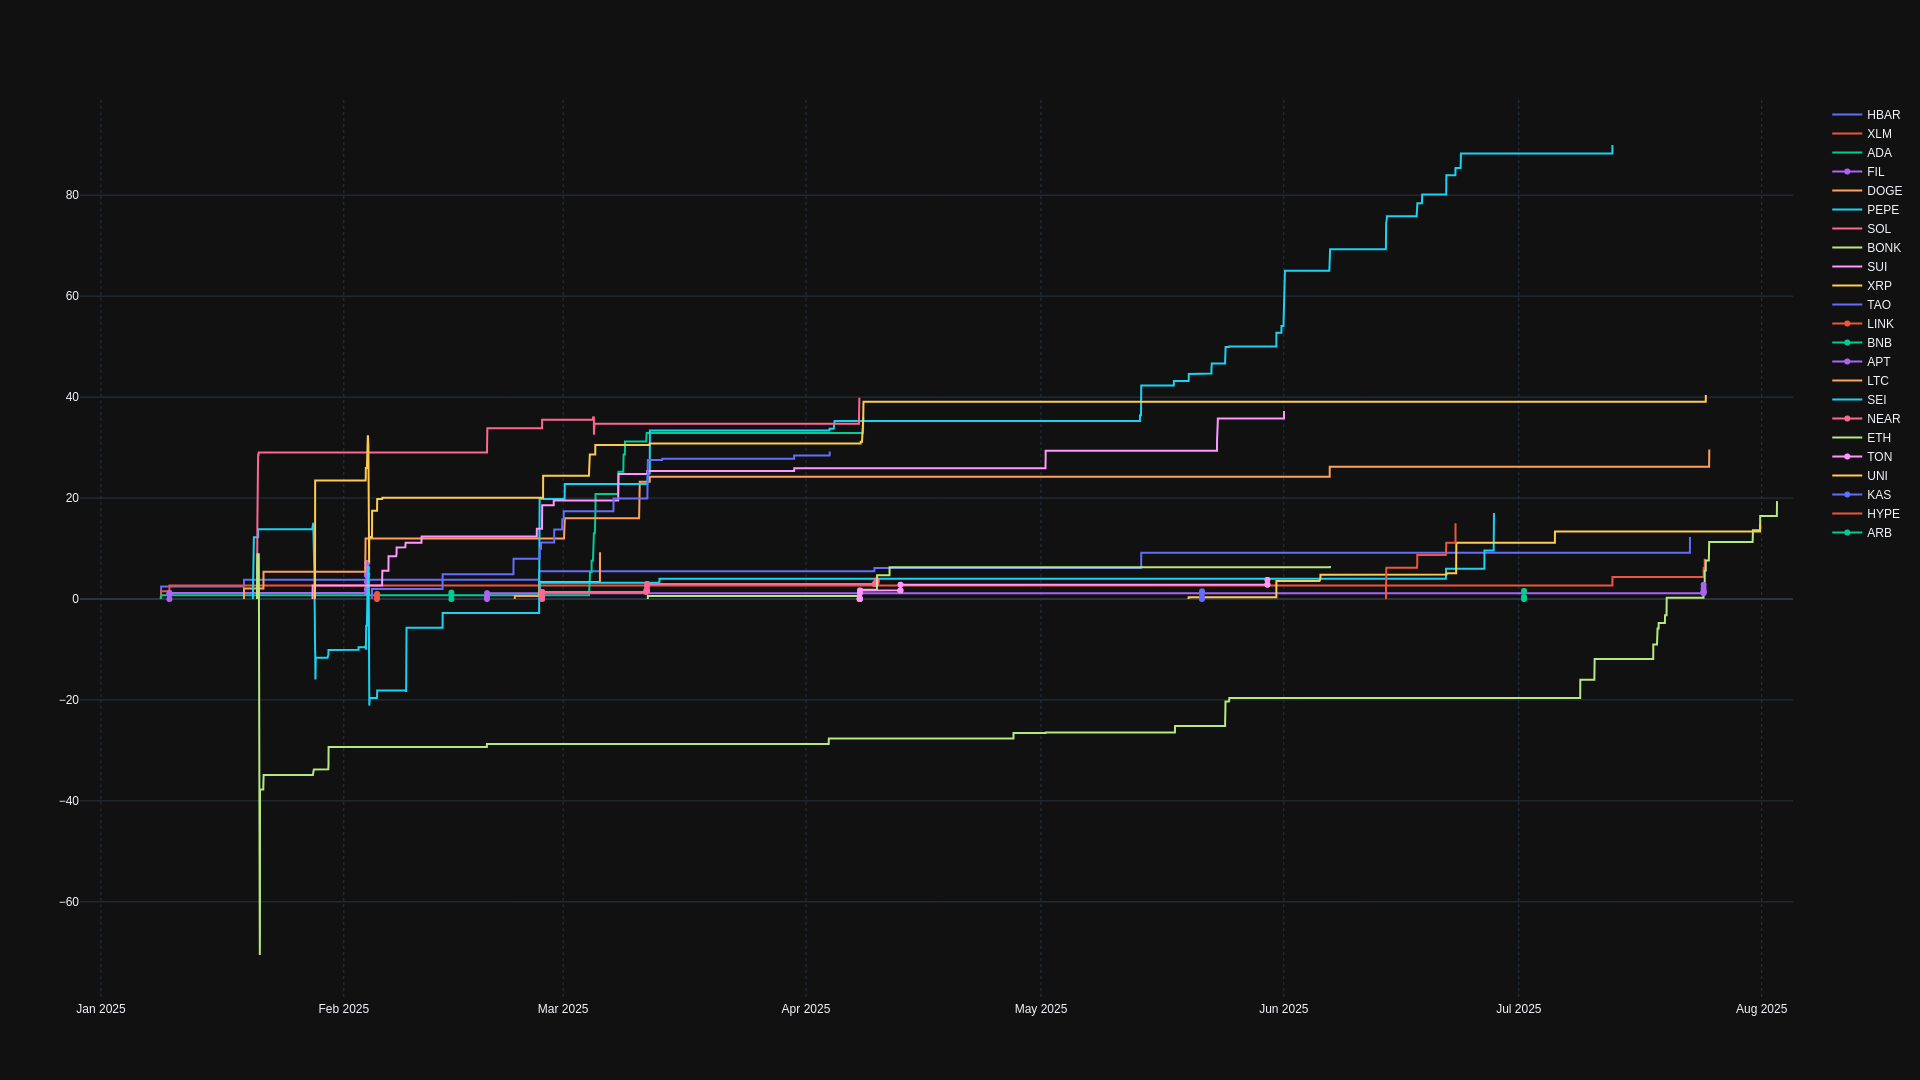 80
60
40
20
0
−20
−40
−60
Jan 2025
Feb 2025
Mar 2025
Apr 2025
May 2025
Jun 2025
Jul 2025
Aug 2025
HBAR
XLM
ADA
FIL
DOGE
PEPE
SOL
BONK
SUI
XRP
TAO
LINK
BNB
APT
LTC
SEI
NEAR
ETH
TON
UNI
KAS
HYPE
ARB